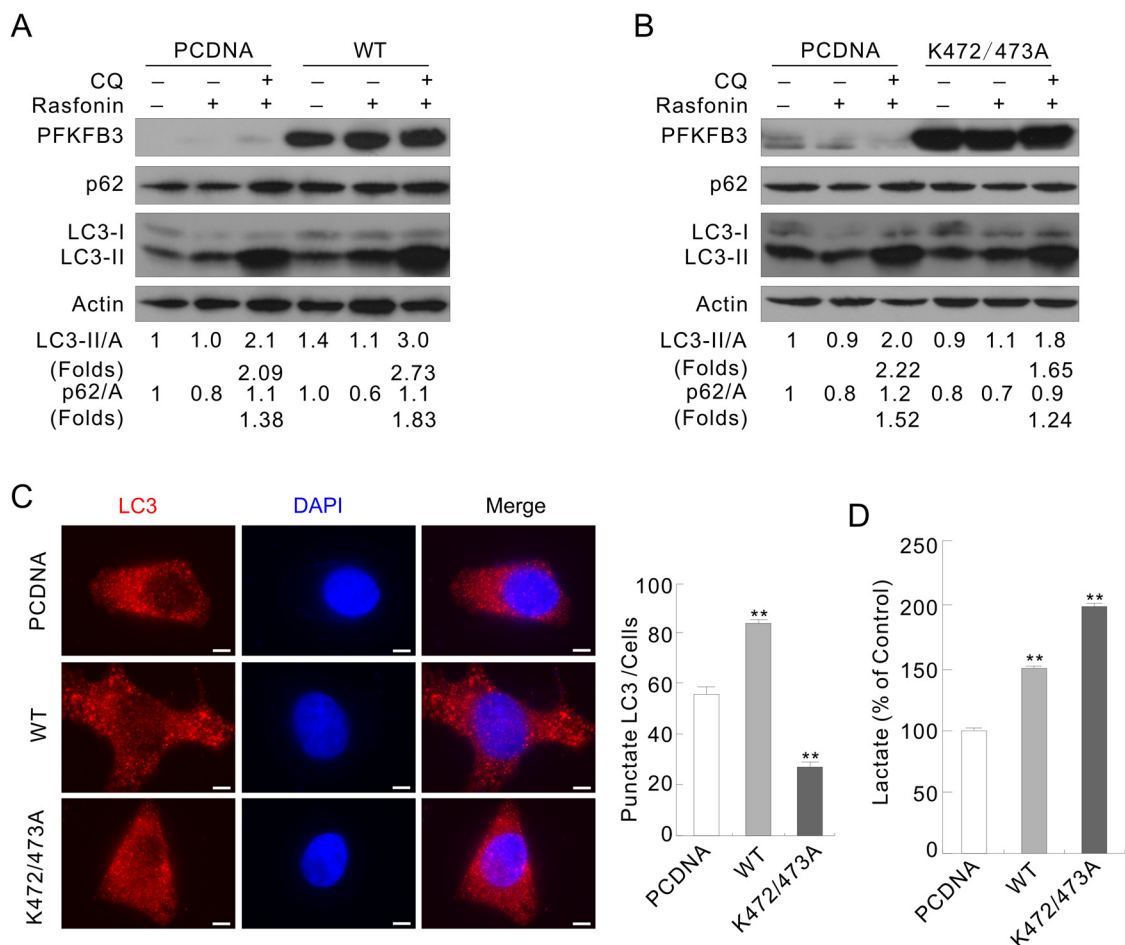 A
PCDNA WT
CQ – – + – – +
Rasfonin – + + – + +
PFKFB3
p62
LC3-I
LC3-II
Actin
LC3-II/A 1 1.0 2.1 1.4 1.1 3.0
(Folds) 2.09 2.73
p62/A 1 0.8 1.1 1.0 0.6 1.1
(Folds) 1.38 1.83
B
PCDNA K472/473A
CQ – – + – – +
Rasfonin – + + – + +
PFKFB3
p62
LC3-I
LC3-II
Actin
LC3-II/A 1 0.9 2.0 0.9 1.1 1.8
(Folds) 2.22 1.65
p62/A 1 0.8 1.2 0.8 0.7 0.9
(Folds) 1.52 1.24
C
LC3 DAPI Merge
PCDNA
WT
K472/473A
Punctate LC3 /Cells
100
80
60
40
20
0
**
**
PCDNA WT K472/473A
D
Lactate (% of Control)
250
200
150
100
50
0
**
**
PCDNA WT K472/473A